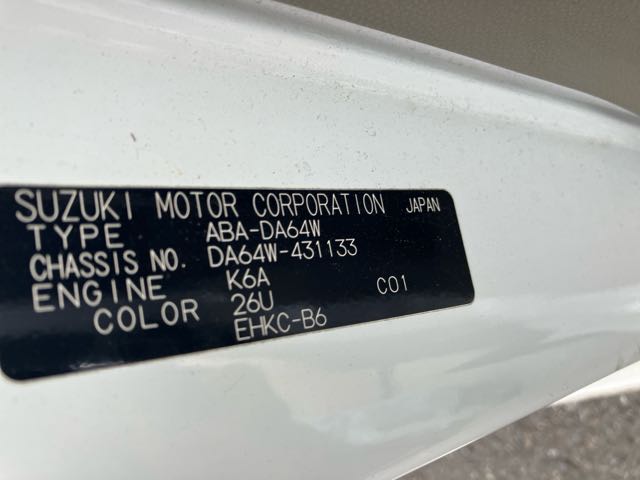 SUZUKI MOTOR CORPORATION JAPAN
TYPE ABA-DA64W
CHASSIS NO. DA64W-431133
ENGINE K6A C01
COLOR 26U
EHKC-B6